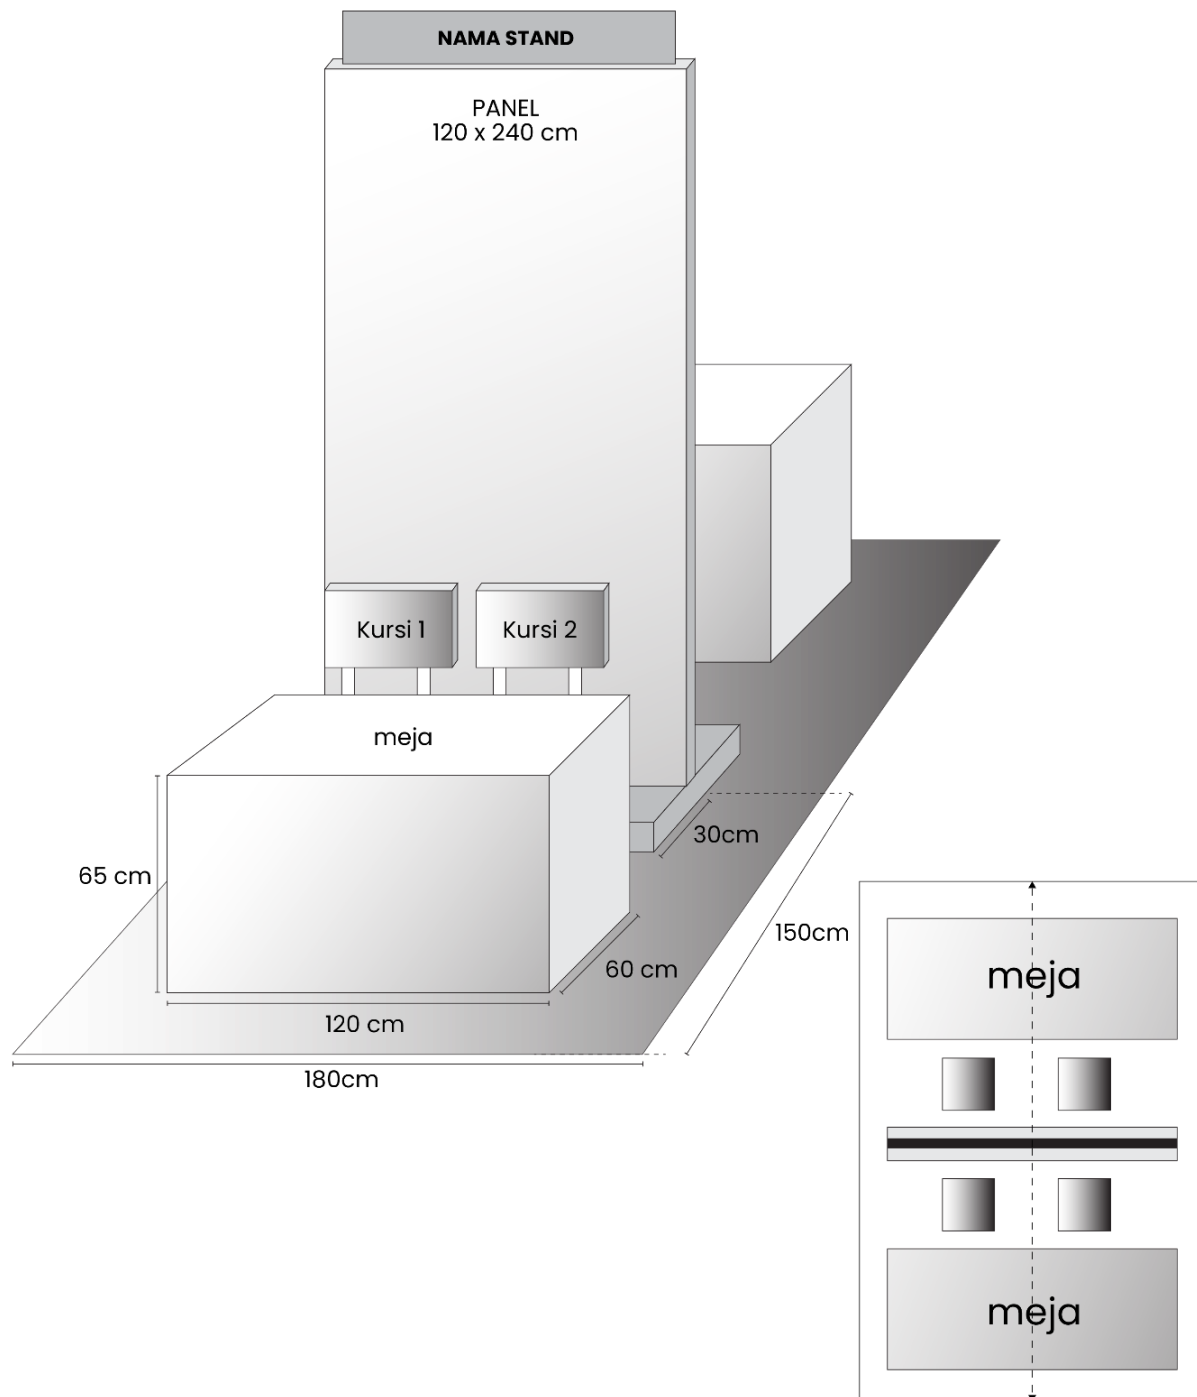 NAMA STAND
PANEL
120 x 240 cm
Kursi 1
Kursi 2
meja
65 cm
30cm
150cm
60 cm
120 cm
180cm
meja
meja